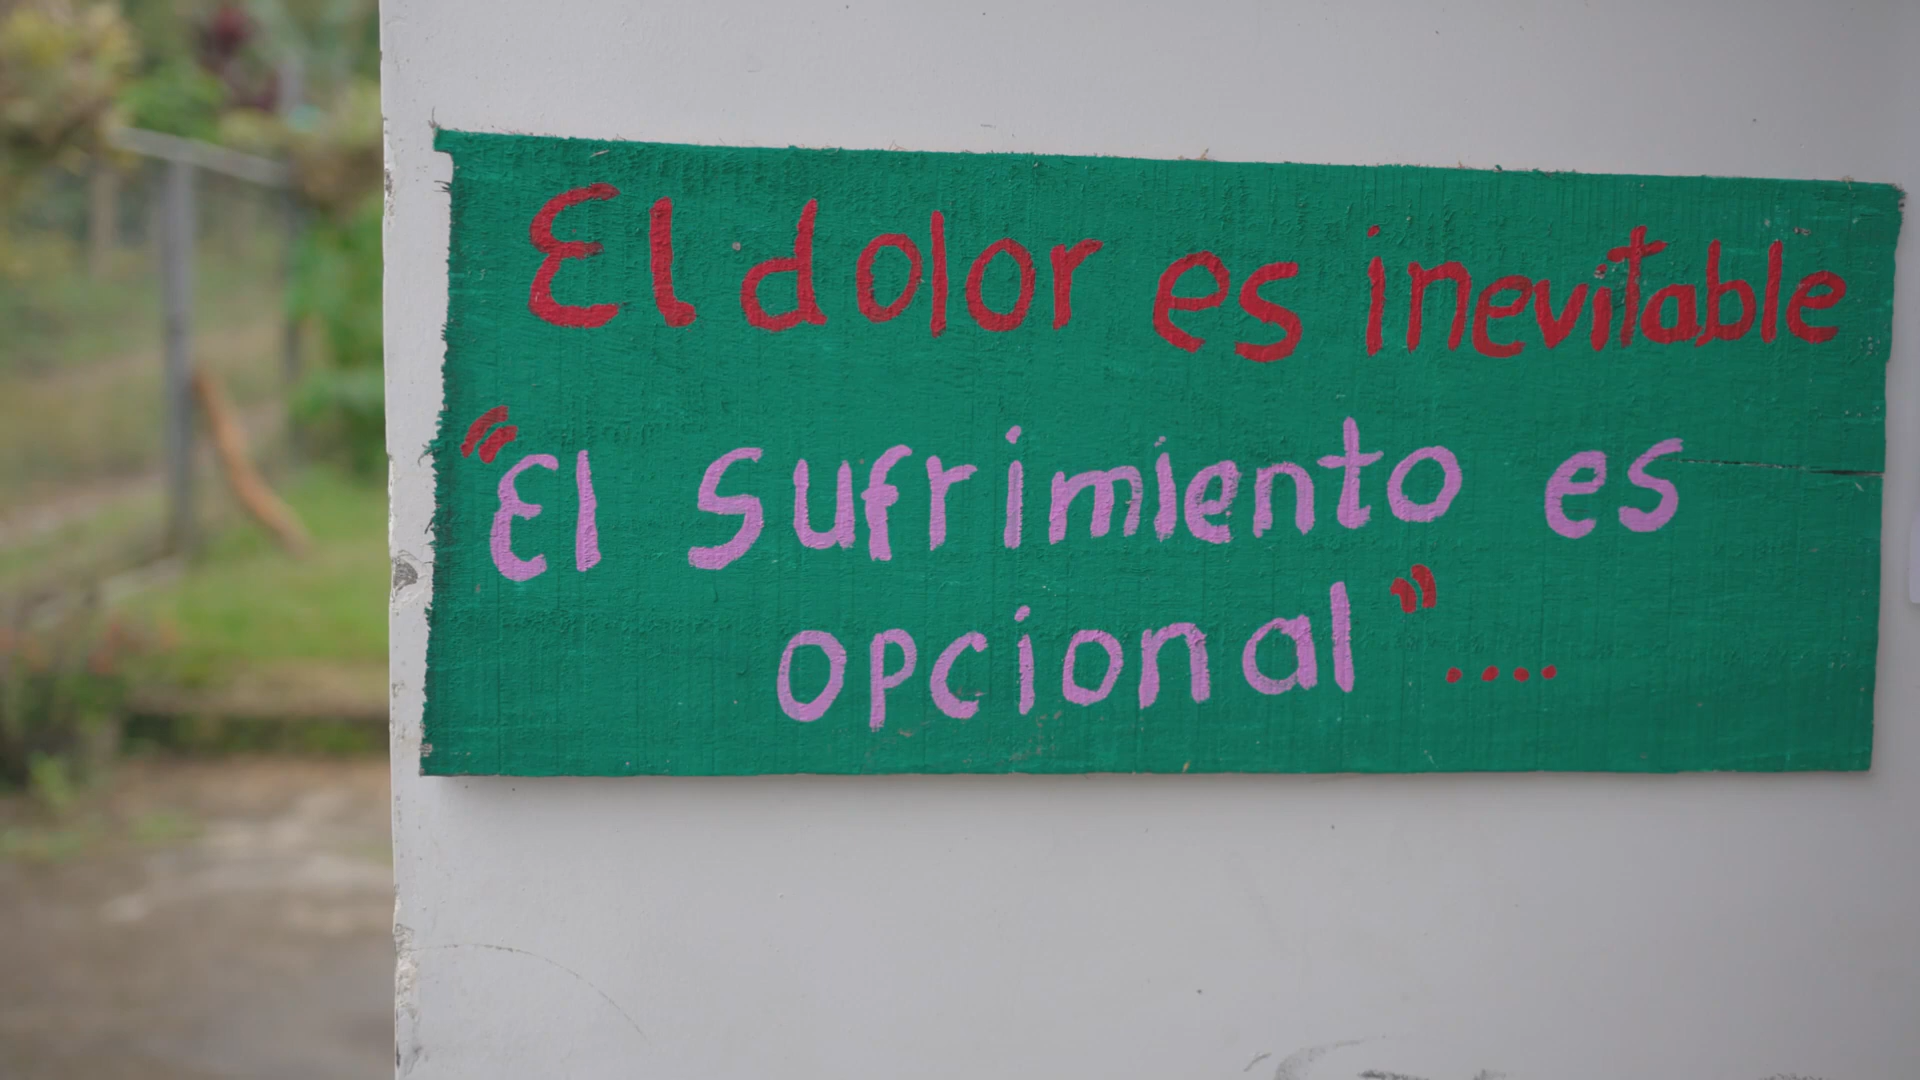 El dolor es inevitable
"El sufrimiento es
opcional" ....